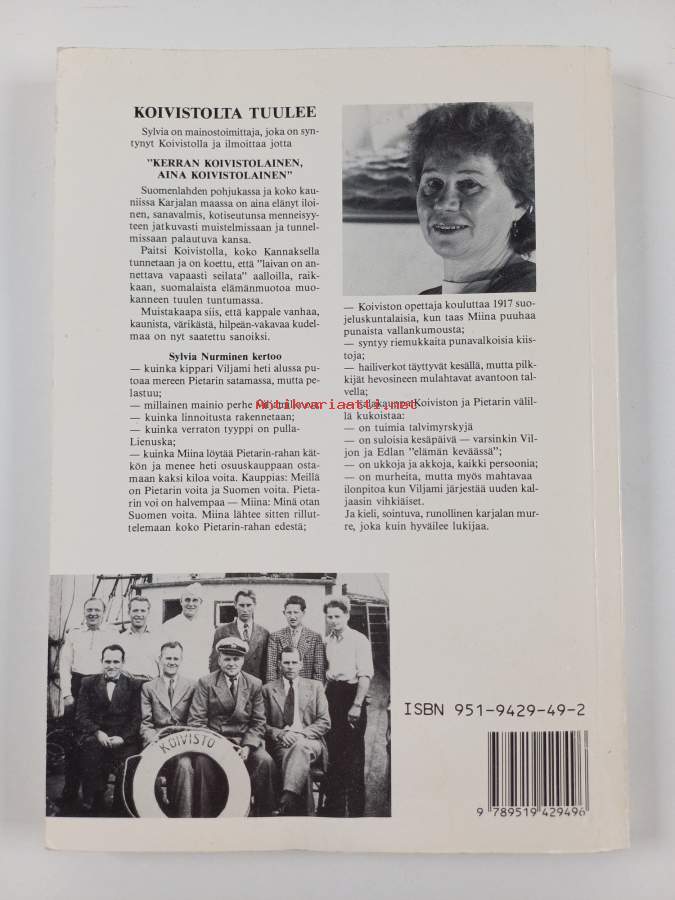 KOIVISTOLTA TUULEE
Sylvia on mainostoimittaja, joka on syn-
tynyt Koivistolla ja ilmoittaa jotta
"KERRAN KOIVISTOLAINEN,
AINA KOIVISTOLAINEN"
Suomenlahden pohjukassa ja koko kau-
niissa Karjalan maassa on aina elänyt iloi-
nen, sanavalmis, kotiseutunsa menneisyy-
teen jatkuvasti muistelmissaan ja tunnel-
missaan palautuva kansa.
Paitsi Koivistolla, koko Kannaksella
tunnetaan ja on koettu, että "laivan on an-
nettava vapaasti seilata" aalloilla, raik-
kaan, suomalaista elämänmuotoa muo-
kanneen tuulen tuntumassa.
Muistakaapa siis, että kappale vanhaa,
kaunista, värikästä, hilpeän-vakavaa kudel-
maa on nyt saatettu sanoiksi.
Sylvia Nurminen kertoo
— kuinka kippari Viljami heti alussa pu-
toaa mereen Pietarin satamassa, mutta pe-
lastuu;
— millainen mainio perhe Viljamilla on;
— kuinka linnoitusta rakennetaan;
— kuinka verraton tyyppi on pulla-
Lienuska;
— kuinka Miina löytää Pietarin-rahan kät-
kön ja menee heti osuuskauppaan osta-
maan kaksi kiloa voita. Kauppias: Meillä
on Pietarin voita ja Suomen voita. Pieta-
rin voi on halvempaa — Miina: Minä otan
Suomen voita. Miina lähtee sitten rillut-
telemaan koko Pietarin-rahan edestä;
— Koiviston opettaja kouluttaa 1917 suo-
jeluskuntalaisia, kun taas Miina puuhaa
punaista vallankumousta;
— syntyy riemukkaita punavalkoisia kiis-
toja;
— hailiverkot täyttyvät kesällä, mutta pilk-
kijät hevosineen mulahtavat avantoon tal-
vella;
— kalakauppa Koiviston ja Pietarin välil-
lä kukoistaa:
— on tuimia talvimyrskyjä
— on suloisia kesäpäiviä — varsinkin Vil-
jon ja Edlan "elämän keväässä";
— on ukkoja ja akkoja, kaikki persoonia;
— on murheita, mutta myös mahtavaa
ilonpitoa kun Viljami järjestää uuden kal-
jaasin vihkiäiset.
Ja kieli, sointuva, runollinen karjalan mur-
re, joka kuin hyväilee lukijaa.
Antikvariaatti.net
KOIVISTO
ISBN 951-9429-49-2
9 789519 429496